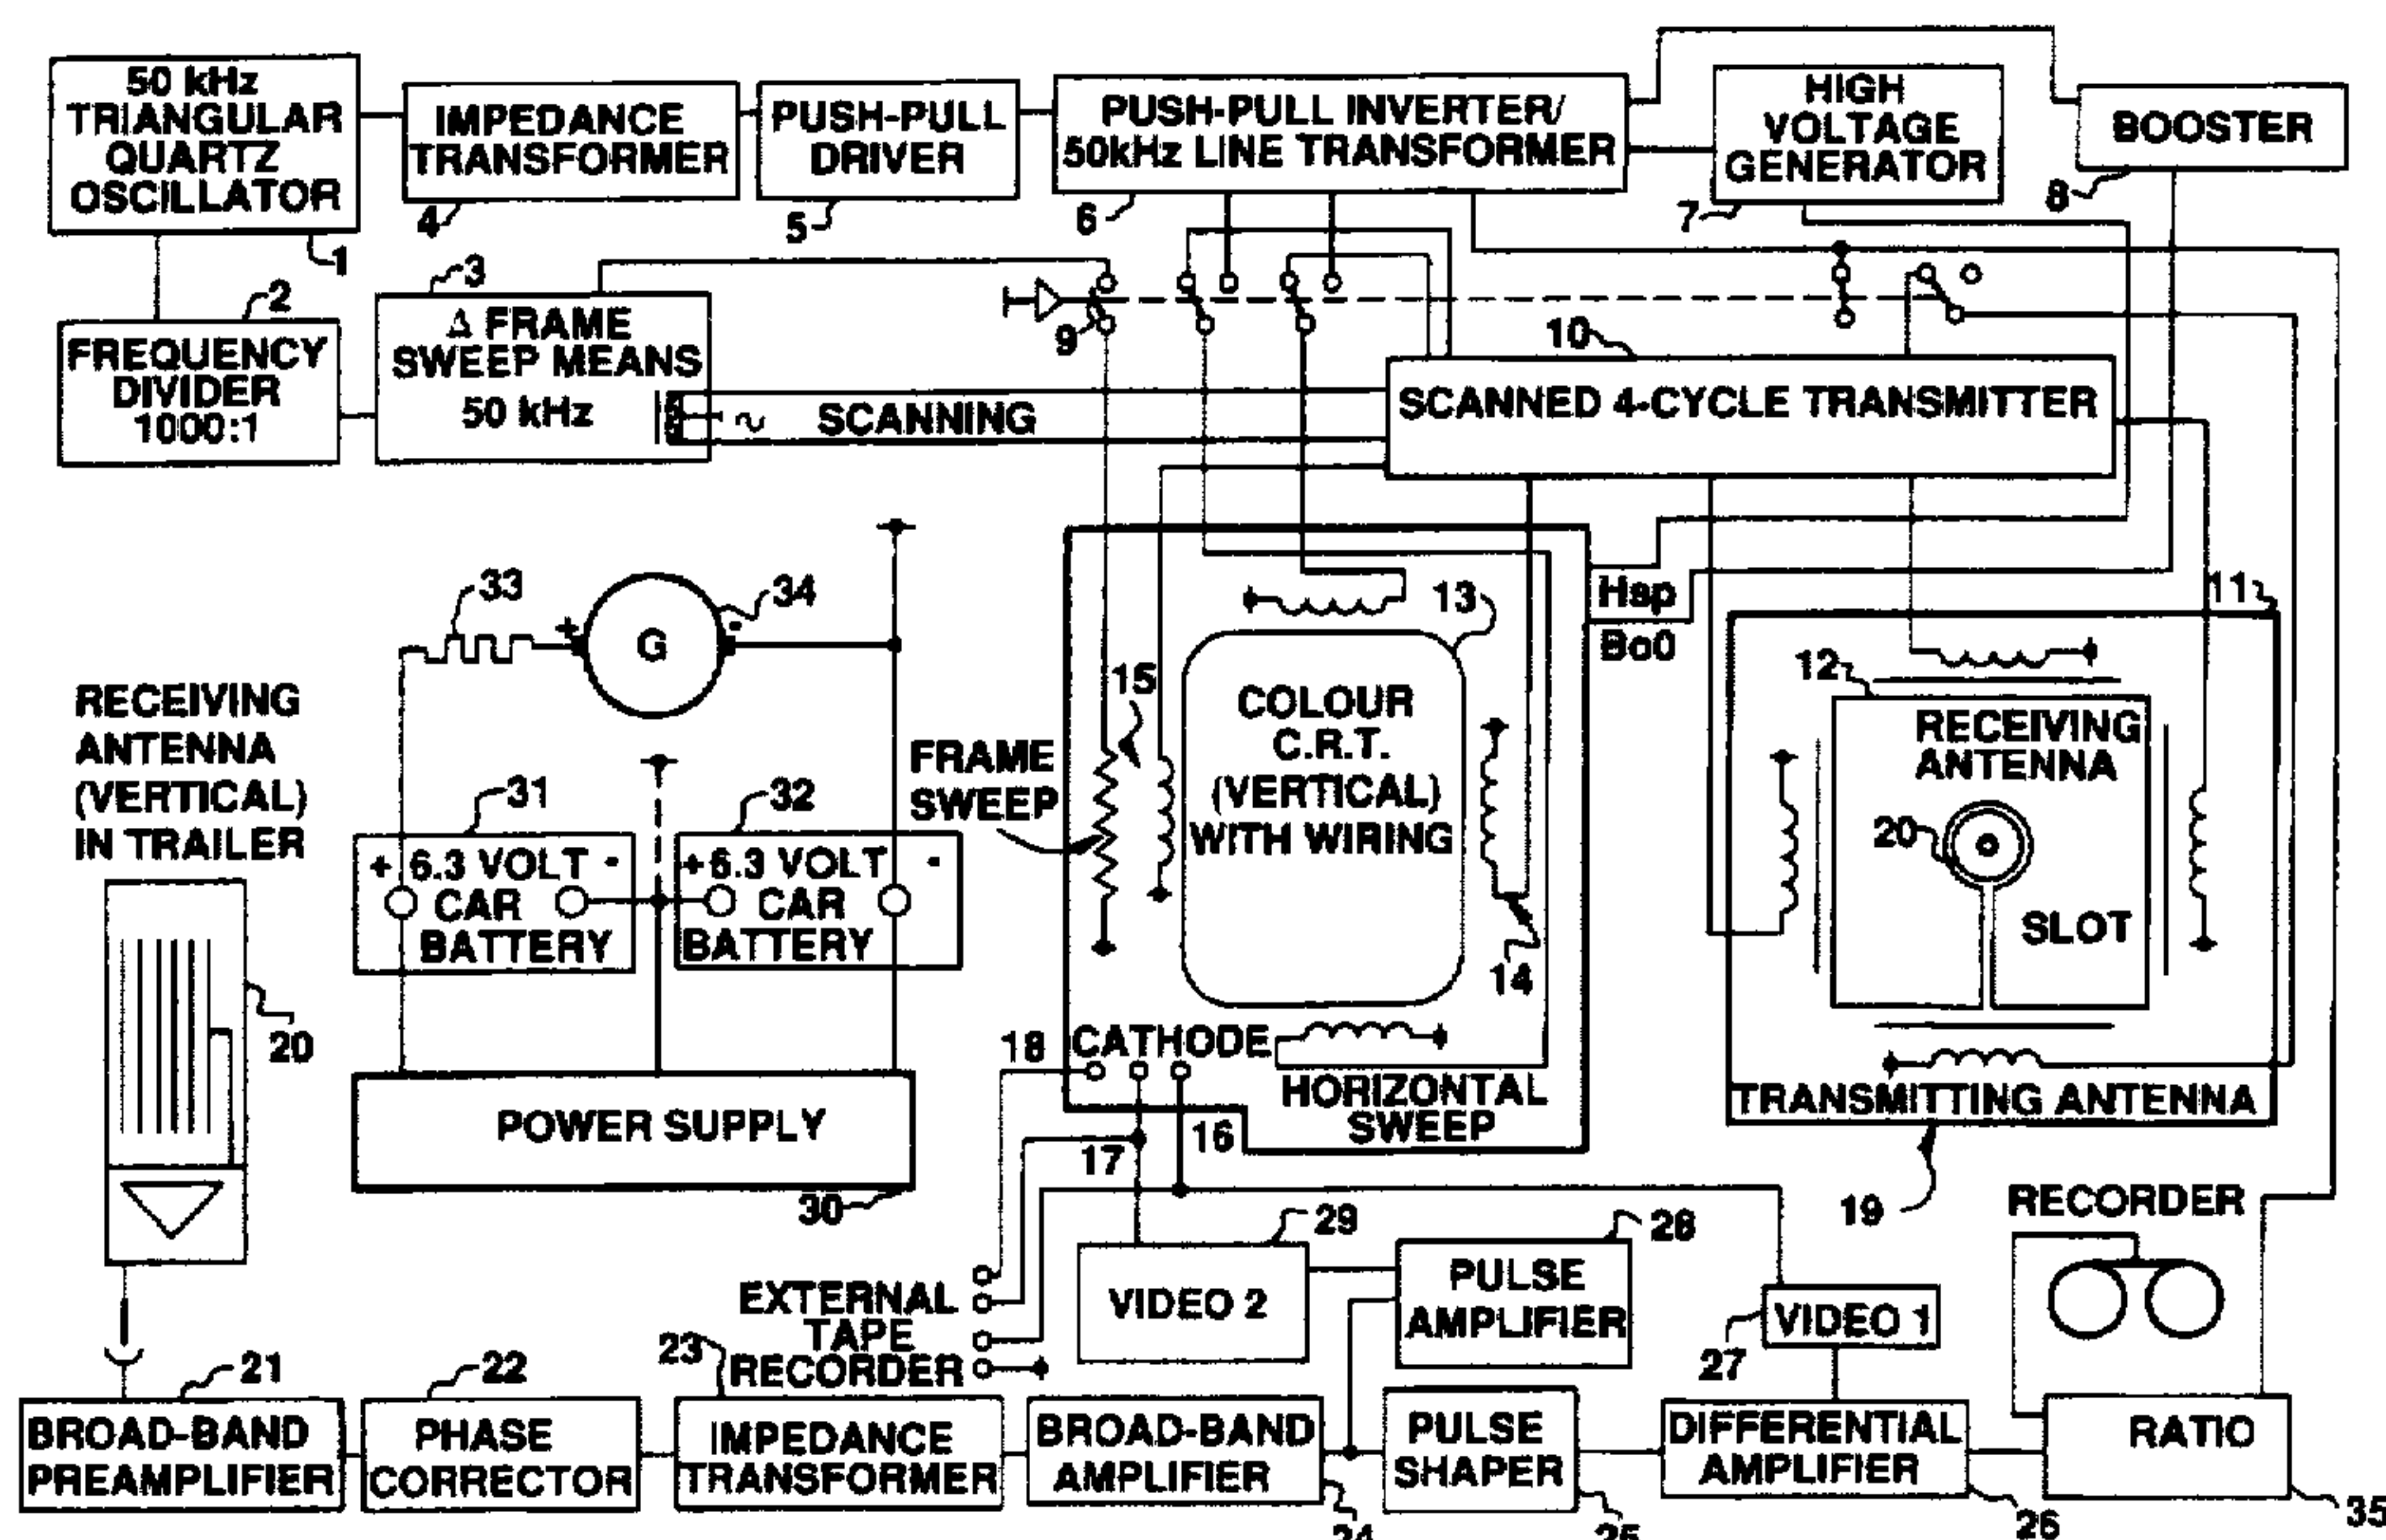 50 kHz
TRIANGULAR
QUARTZ
OSCILLATOR
1
IMPEDANCE
TRANSFORMER
4
PUSH-PULL
DRIVER
5
PUSH-PULL INVERTER/
50kHz LINE TRANSFORMER
6
HIGH
VOLTAGE
GENERATOR
7
BOOSTER
8
2
FREQUENCY
DIVIDER
1000:1
3
Δ FRAME
SWEEP MEANS
50 kHz
~ SCANNING
9
10
SCANNED 4-CYCLE TRANSMITTER
33
+
G
-
34
RECEIVING
ANTENNA
(VERTICAL)
IN TRAILER
20
31
+ 6.3 VOLT -
CAR
BATTERY
32
+6.3 VOLT -
CAR
BATTERY
POWER SUPPLY
30
FRAME
SWEEP
15
13
COLOUR
C.R.T.
(VERTICAL)
WITH WIRING
14
Hsp
Bo0
18
CATHODE
17
16
HORIZONTAL
SWEEP
11
12
RECEIVING
ANTENNA
20
SLOT
TRANSMITTING ANTENNA
19
RECORDER
EXTERNAL
TAPE
RECORDER
29
VIDEO 2
28
PULSE
AMPLIFIER
27
VIDEO 1
21
BROAD-BAND
PREAMPLIFIER
22
PHASE
CORRECTOR
23
IMPEDANCE
TRANSFORMER
BROAD-BAND
AMPLIFIER
24
PULSE
SHAPER
25
DIFFERENTIAL
AMPLIFIER
26
RATIO
35